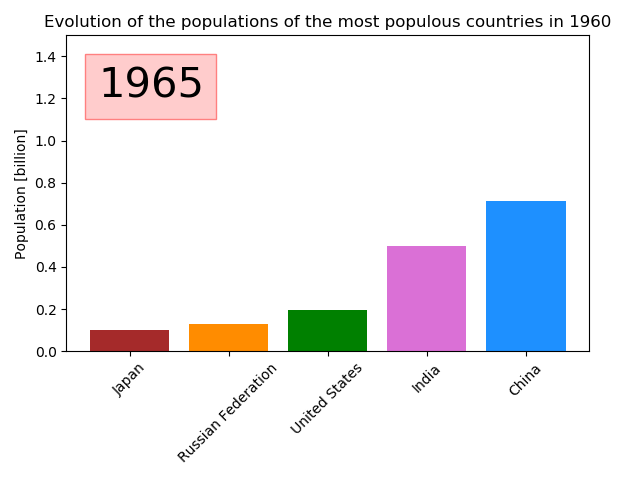 Evolution of the populations of the most populous countries in 1960
1965
Population [billion]
1.4
1.2
1.0
0.8
0.6
0.4
0.2
0.0
Japan
Russian Federation
United States
India
China